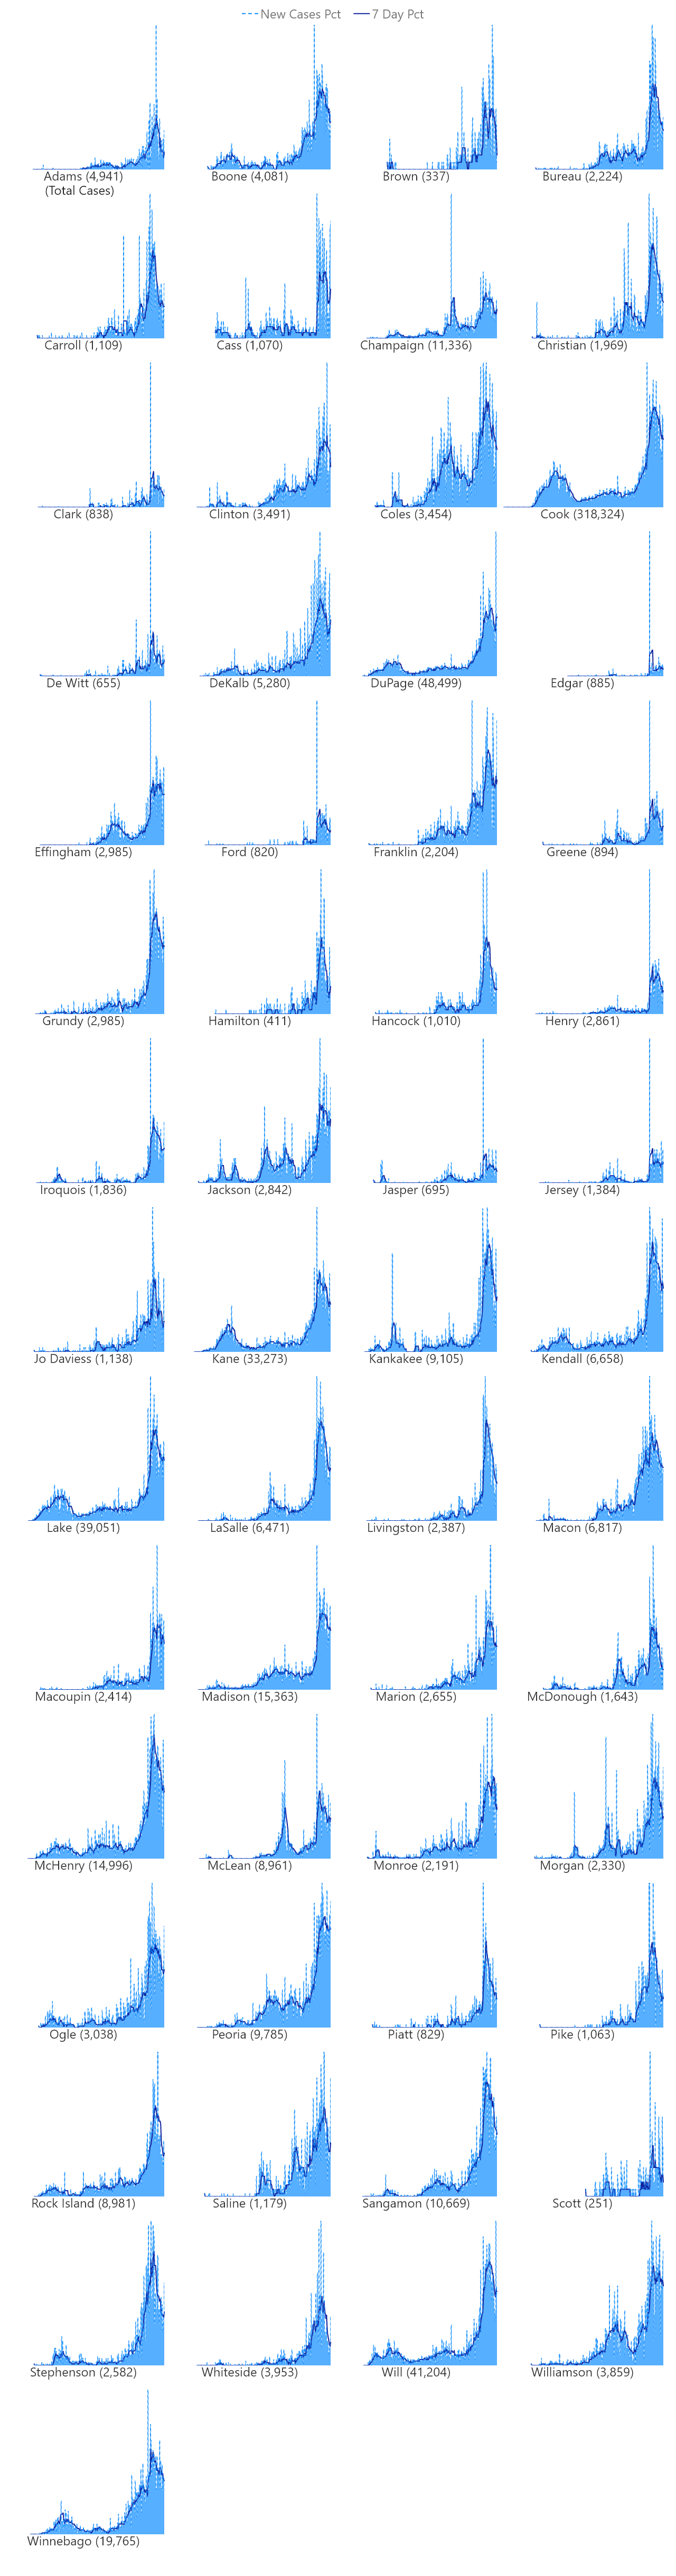 New Cases Pct 7 Day Pct
Adams (4,941) Boone (4,081) Brown (337) Bureau (2,224)
(Total Cases)
Carroll (1,109) Cass (1,070) Champaign (11,336) Christian (1,969)
Clark (838) Clinton (3,491) Coles (3,454) Cook (318,324)
De Witt (655) DeKalb (5,280) DuPage (48,499) Edgar (885)
Effingham (2,985) Ford (820) Franklin (2,204) Greene (894)
Grundy (2,985) Hamilton (411) Hancock (1,010) Henry (2,861)
Iroquois (1,836) Jackson (2,842) Jasper (695) Jersey (1,384)
Jo Daviess (1,138) Kane (33,273) Kankakee (9,105) Kendall (6,658)
Lake (39,051) LaSalle (6,471) Livingston (2,387) Macon (6,817)
Macoupin (2,414) Madison (15,363) Marion (2,655) McDonough (1,643)
McHenry (14,996) McLean (8,961) Monroe (2,191) Morgan (2,330)
Ogle (3,038) Peoria (9,785) Piatt (829) Pike (1,063)
Rock Island (8,981) Saline (1,179) Sangamon (10,669) Scott (251)
Stephenson (2,582) Whiteside (3,953) Will (41,204) Williamson (3,859)
Winnebago (19,765)